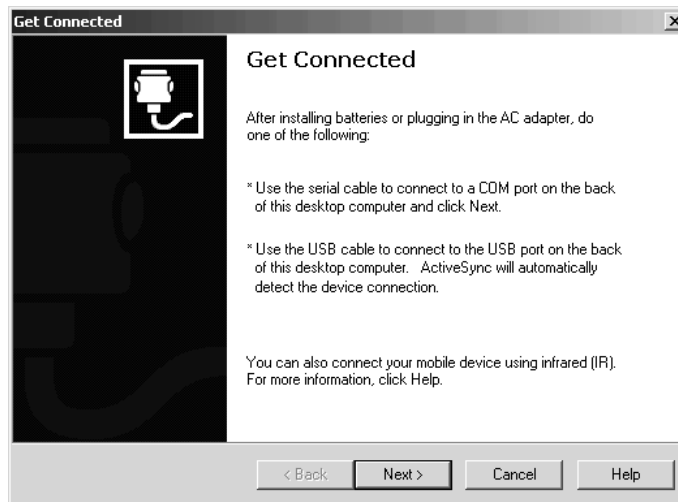 Get Connected
Get Connected
After installing batteries or plugging in the AC adapter, do
one of the following:
* Use the serial cable to connect to a COM port on the back
of this desktop computer and click Next.
* Use the USB cable to connect to the USB port on the back
of this desktop computer. ActiveSync will automatically
detect the device connection.
You can also connect your mobile device using infrared (IR).
For more information, click Help.
< Back Next > Cancel Help